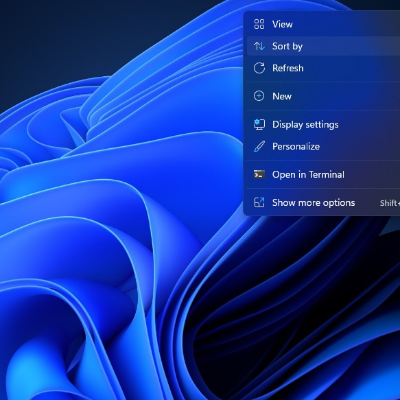 View
Sort by
Refresh
New
Display settings
Personalize
Open in Terminal
Show more options Shift+